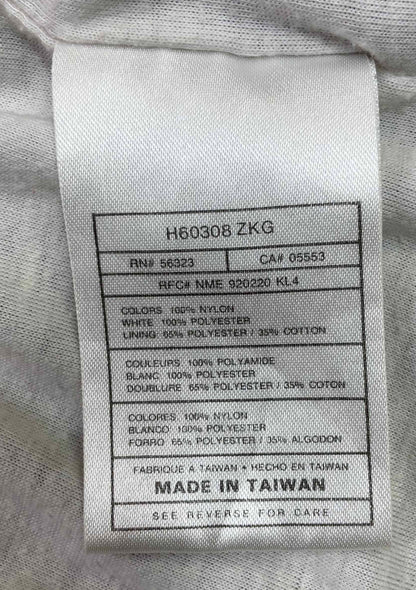 H60308 ZKG
RN# 56323 CA# 05553
RFC# NME 920220 KL4
COLORS 100% NYLON
WHITE 100% POLYESTER
LINING 65% POLYESTER / 35% COTTON
COULEURS 100% POLYAMIDE
BLANC 100% POLYESTER
DOUBLURE 65% POLYESTER / 35% COTON
COLORES 100% NYLON
BLANCO 100% POLYESTER
FORRO 65% POLYESTER / 35% ALGODON
FABRIQUE A TAIWAN • HECHO EN TAIWAN
MADE IN TAIWAN
SEE REVERSE FOR CARE